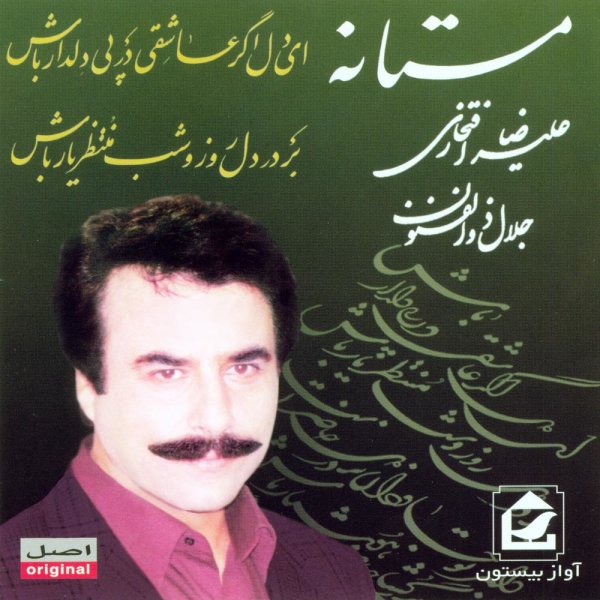 مستانه
ای دل اگر عاشقی در پی دلدار باش
علیرضا افتخاری
بر در دل روز و شب منتظر یار باش
جلال ذوالفنون
اصل
original
آواز بیستون